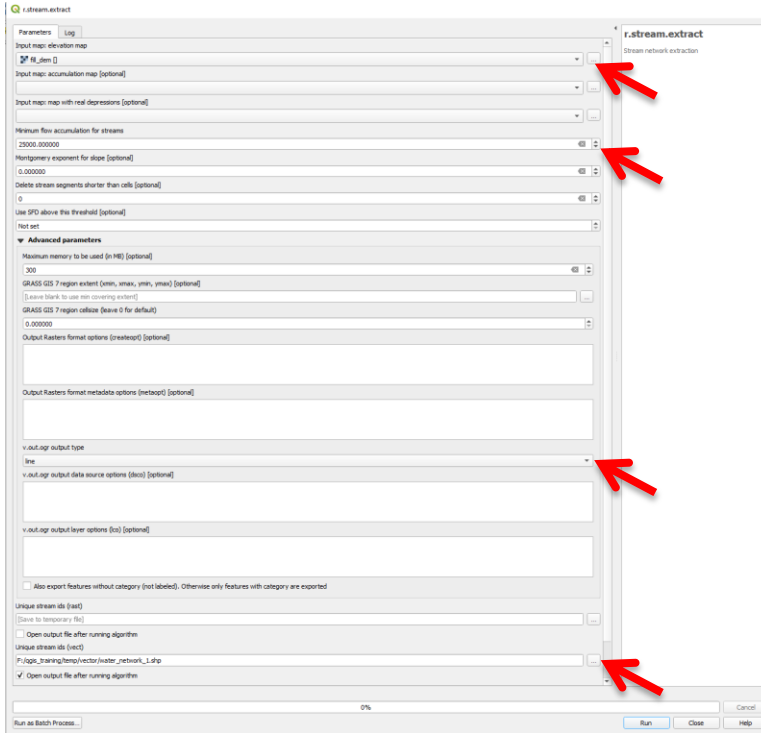 r.stream.extract
Parameters
Log
Input map: elevation map
fill_dem []
...
Input map: accumulation map [optional]
...
Input map: map with real depressions [optional]
...
Minimum flow accumulation for streams
25000.000000
Montgomery exponent for slope [optional]
0.000000
Delete stream segments shorter than cells [optional]
0
Use SFD above this threshold [optional]
Not set
Advanced parameters
Maximum memory to be used (in MB) [optional]
300
GRASS GIS 7 region extent (xmin, xmax, ymin, ymax) [optional]
[Leave blank to use min covering extent]
...
GRASS GIS 7 region cellsize (leave 0 for default)
0.000000
Output Rasters format options (createopt) [optional]
Output Rasters format metadata options (metaopt) [optional]
v.out.ogr output type
line
v.out.ogr output data source options (dsco) [optional]
v.out.ogr output layer options (lco) [optional]
Also export features without category (not labeled). Otherwise only features with category are exported
Unique stream ids (rast)
[Save to temporary file]
...
Open output file after running algorithm
Unique stream ids (vect)
F:/qgis_training/temp/vector/water_network_1.shp
...
Open output file after running algorithm
r.stream.extract
Stream network extraction
0%
Cancel
Run as Batch Process...
Run
Close
Help